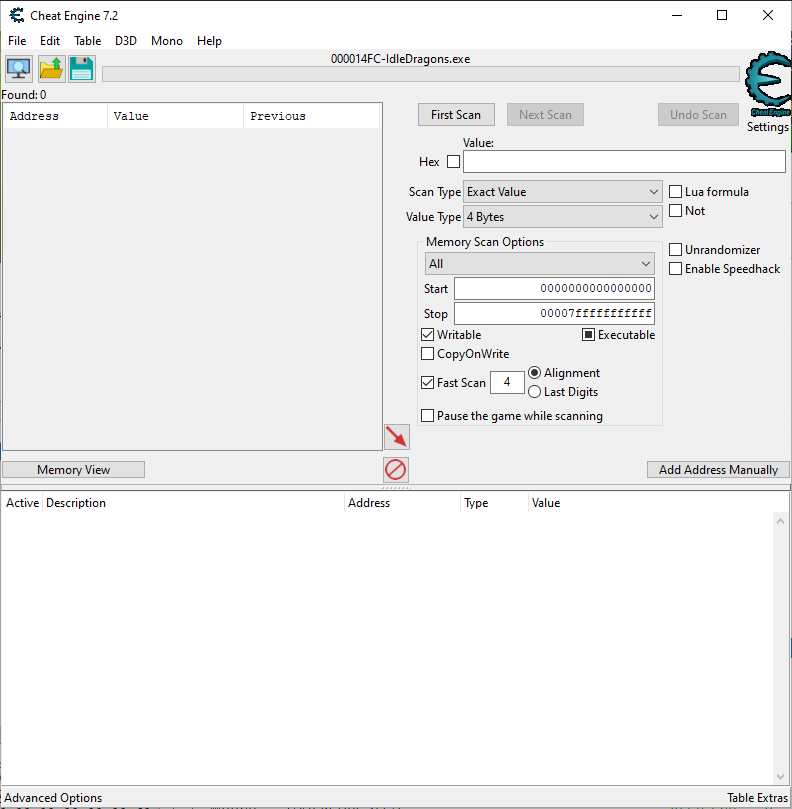 Cheat Engine 7.2
File Edit Table D3D Mono Help
000014FC-IdleDragons.exe
Found: 0
Address Value Previous
First Scan Next Scan Undo Scan
Cheat Engine
Settings
Value:
Hex
Scan Type Exact Value Lua formula
Not
Value Type 4 Bytes
Memory Scan Options
All
Unrandomizer
Enable Speedhack
Start 0000000000000000
Stop 00007fffffffffff
Writable Executable
CopyOnWrite
Fast Scan 4 Alignment
Last Digits
Pause the game while scanning
Memory View Add Address Manually
Active Description Address Type Value
Advanced Options Table Extras